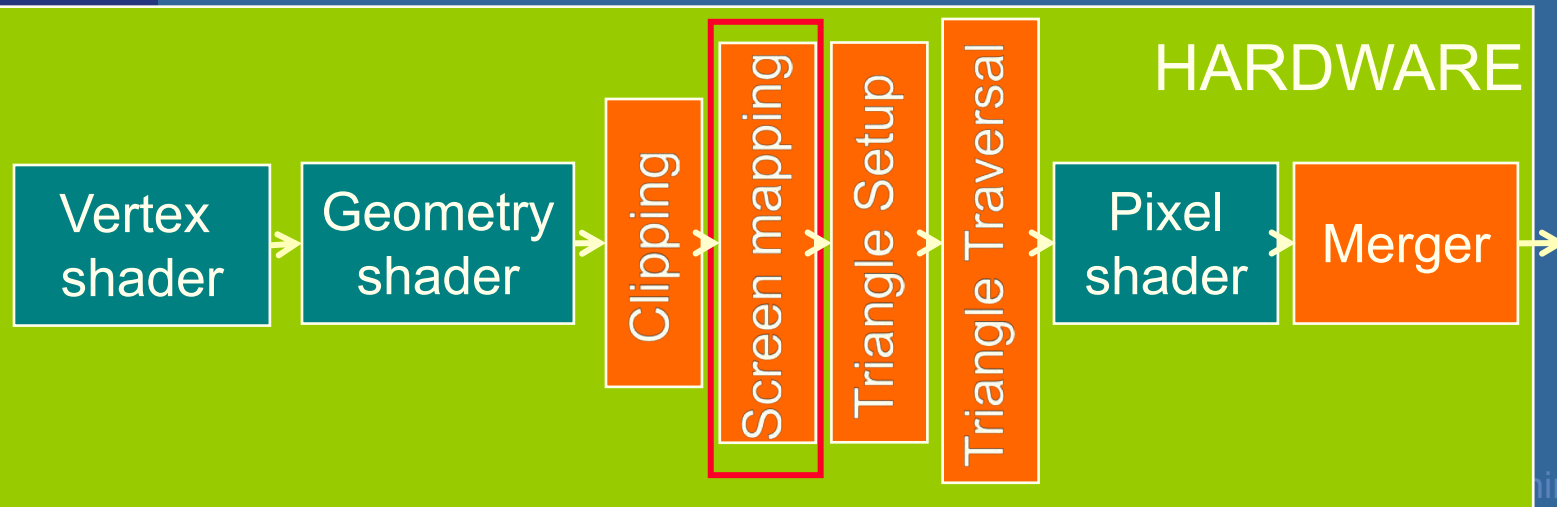 HARDWARE
Vertex
shader
Geometry
shader
Clipping
Screen mapping
Triangle Setup
Triangle Traversal
Pixel
shader
Merger